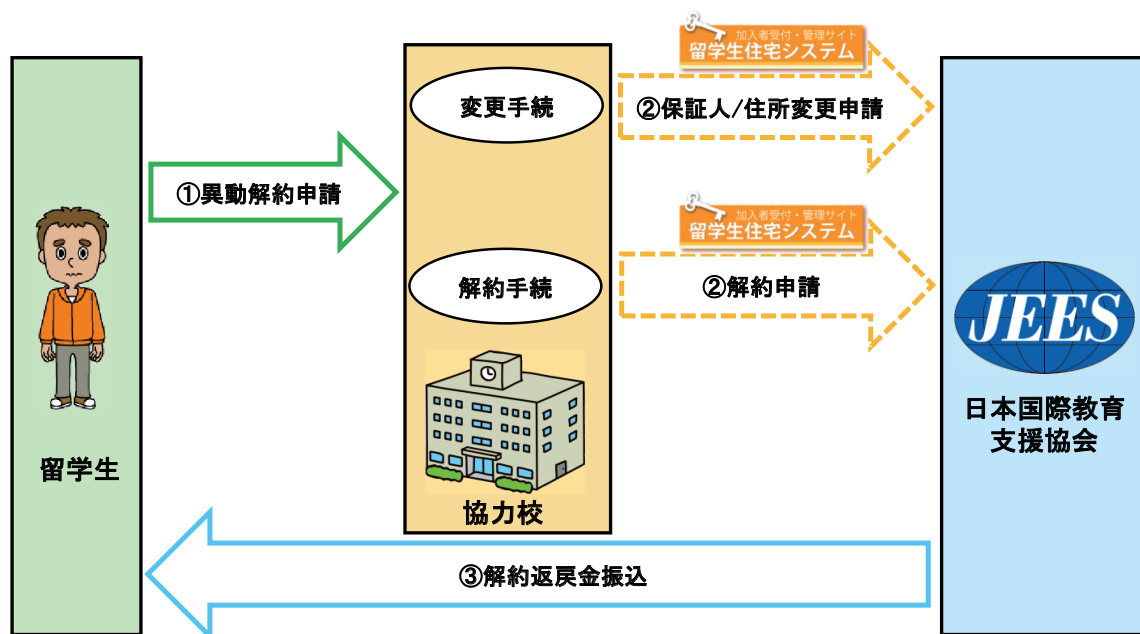 加入者受付・管理サイト
留学生住宅システム
変更手続
②保証人/住所変更申請
①異動解約申請
加入者受付・管理サイト
留学生住宅システム
解約手続
②解約申請
JEES
日本国際教育
支援協会
留学生
協力校
③解約返戻金振込